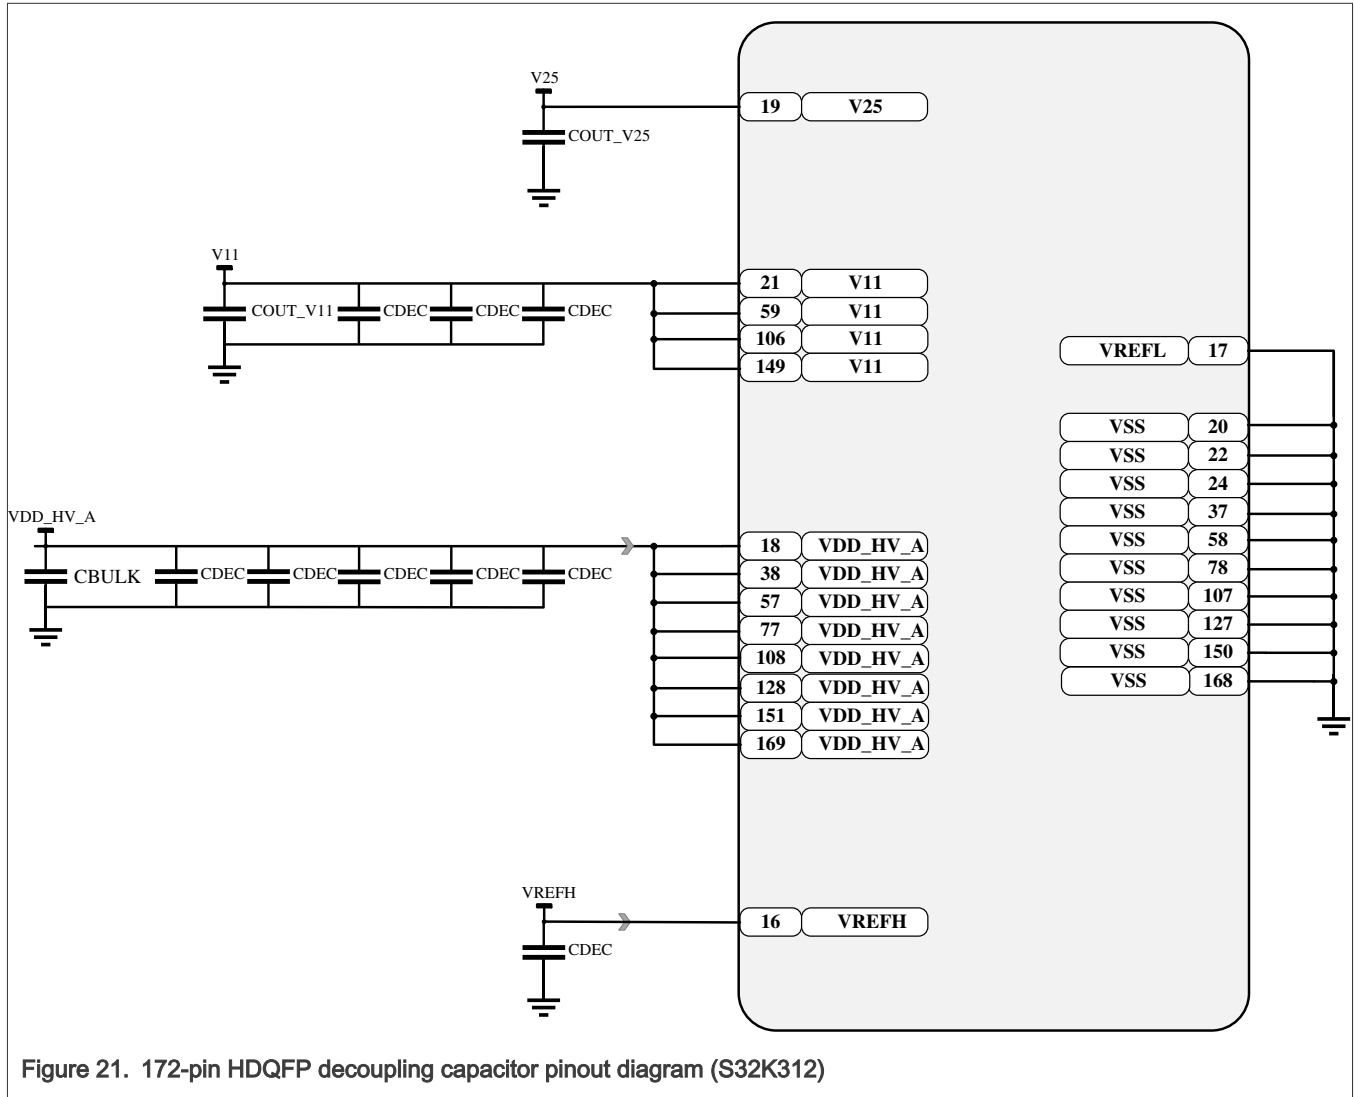 V25
19 V25
COUT_V25
V11
21 V11
COUT_V11 CDEC CDEC CDEC
59 V11
106 V11
149 V11
VREFL 17
VSS 20
VSS 22
VSS 24
VSS 37
VSS 58
VSS 78
VSS 107
VSS 127
VSS 150
VSS 168
VDD_HV_A
CBULK CDEC CDEC CDEC CDEC CDEC
18 VDD_HV_A
38 VDD_HV_A
57 VDD_HV_A
77 VDD_HV_A
108 VDD_HV_A
128 VDD_HV_A
151 VDD_HV_A
169 VDD_HV_A
VREFH
16 VREFH
CDEC
Figure 21. 172-pin HDQFP decoupling capacitor pinout diagram (S32K312)